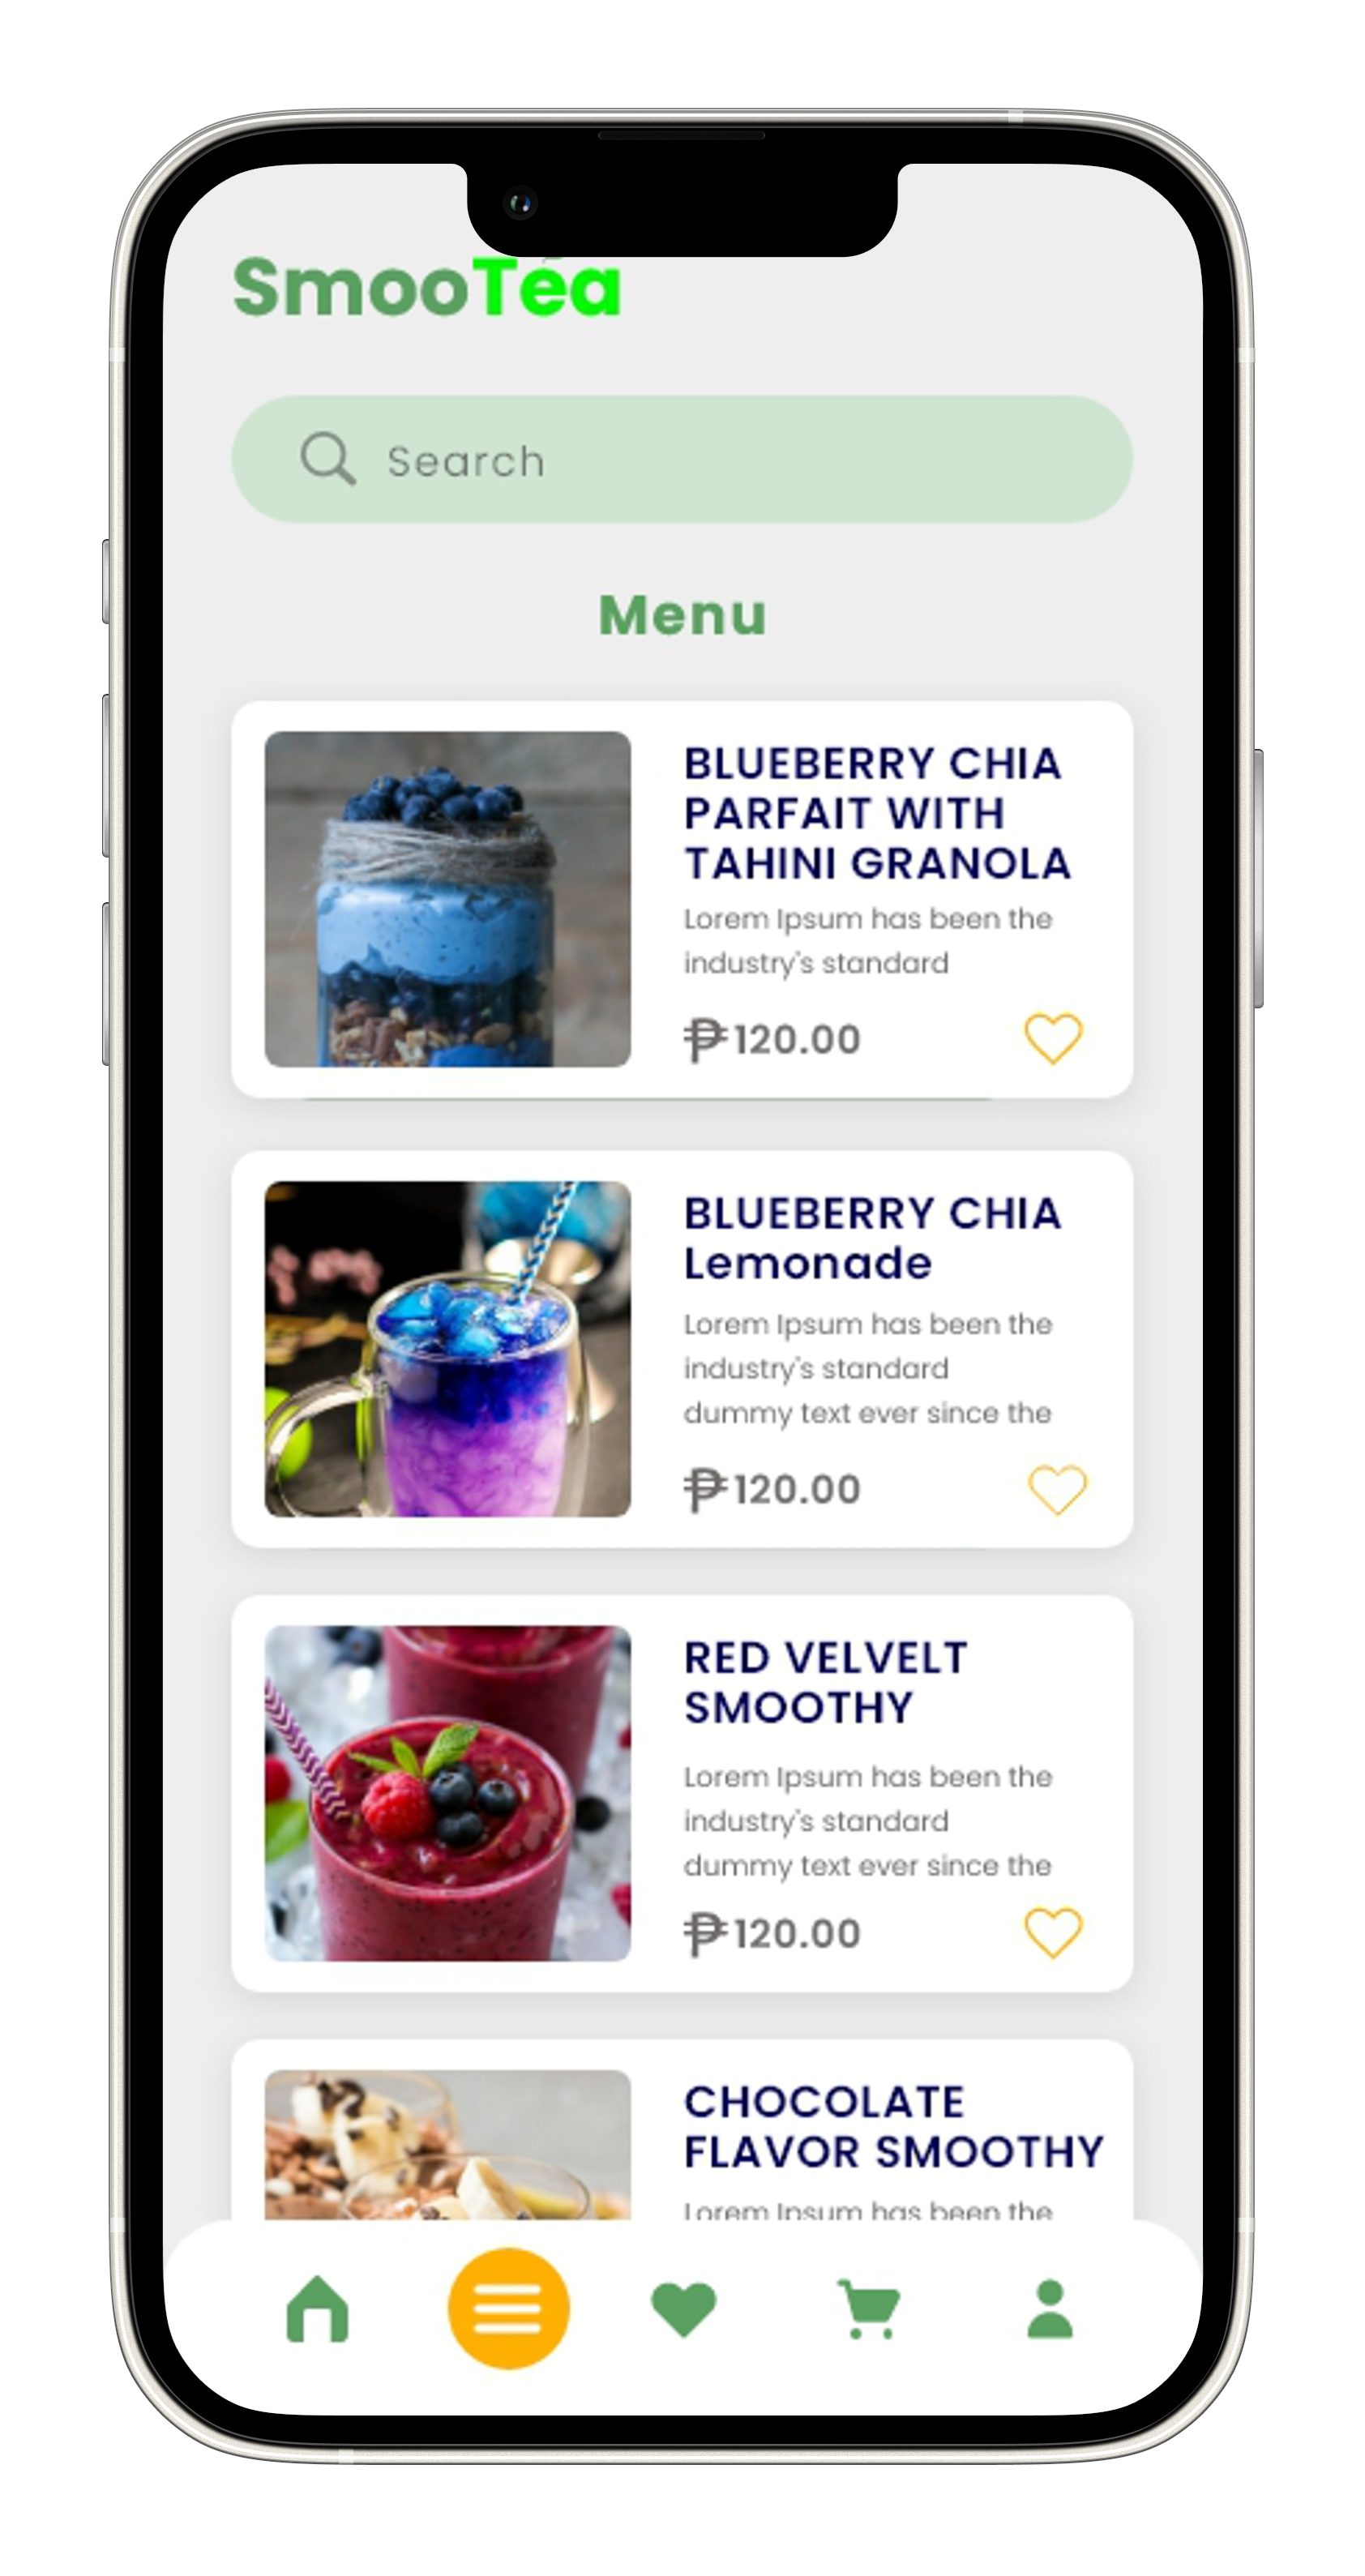 SmooTea
Search
Menu
BLUEBERRY CHIA
PARFAIT WITH
TAHINI GRANOLA
Lorem Ipsum has been the
industry's standard
₱120.00
BLUEBERRY CHIA
Lemonade
Lorem Ipsum has been the
industry's standard
dummy text ever since the
₱120.00
RED VELVELT
SMOOTHY
Lorem Ipsum has been the
industry's standard
dummy text ever since the
₱120.00
CHOCOLATE
FLAVOR SMOOTHY
Lorem Ipsum has been the